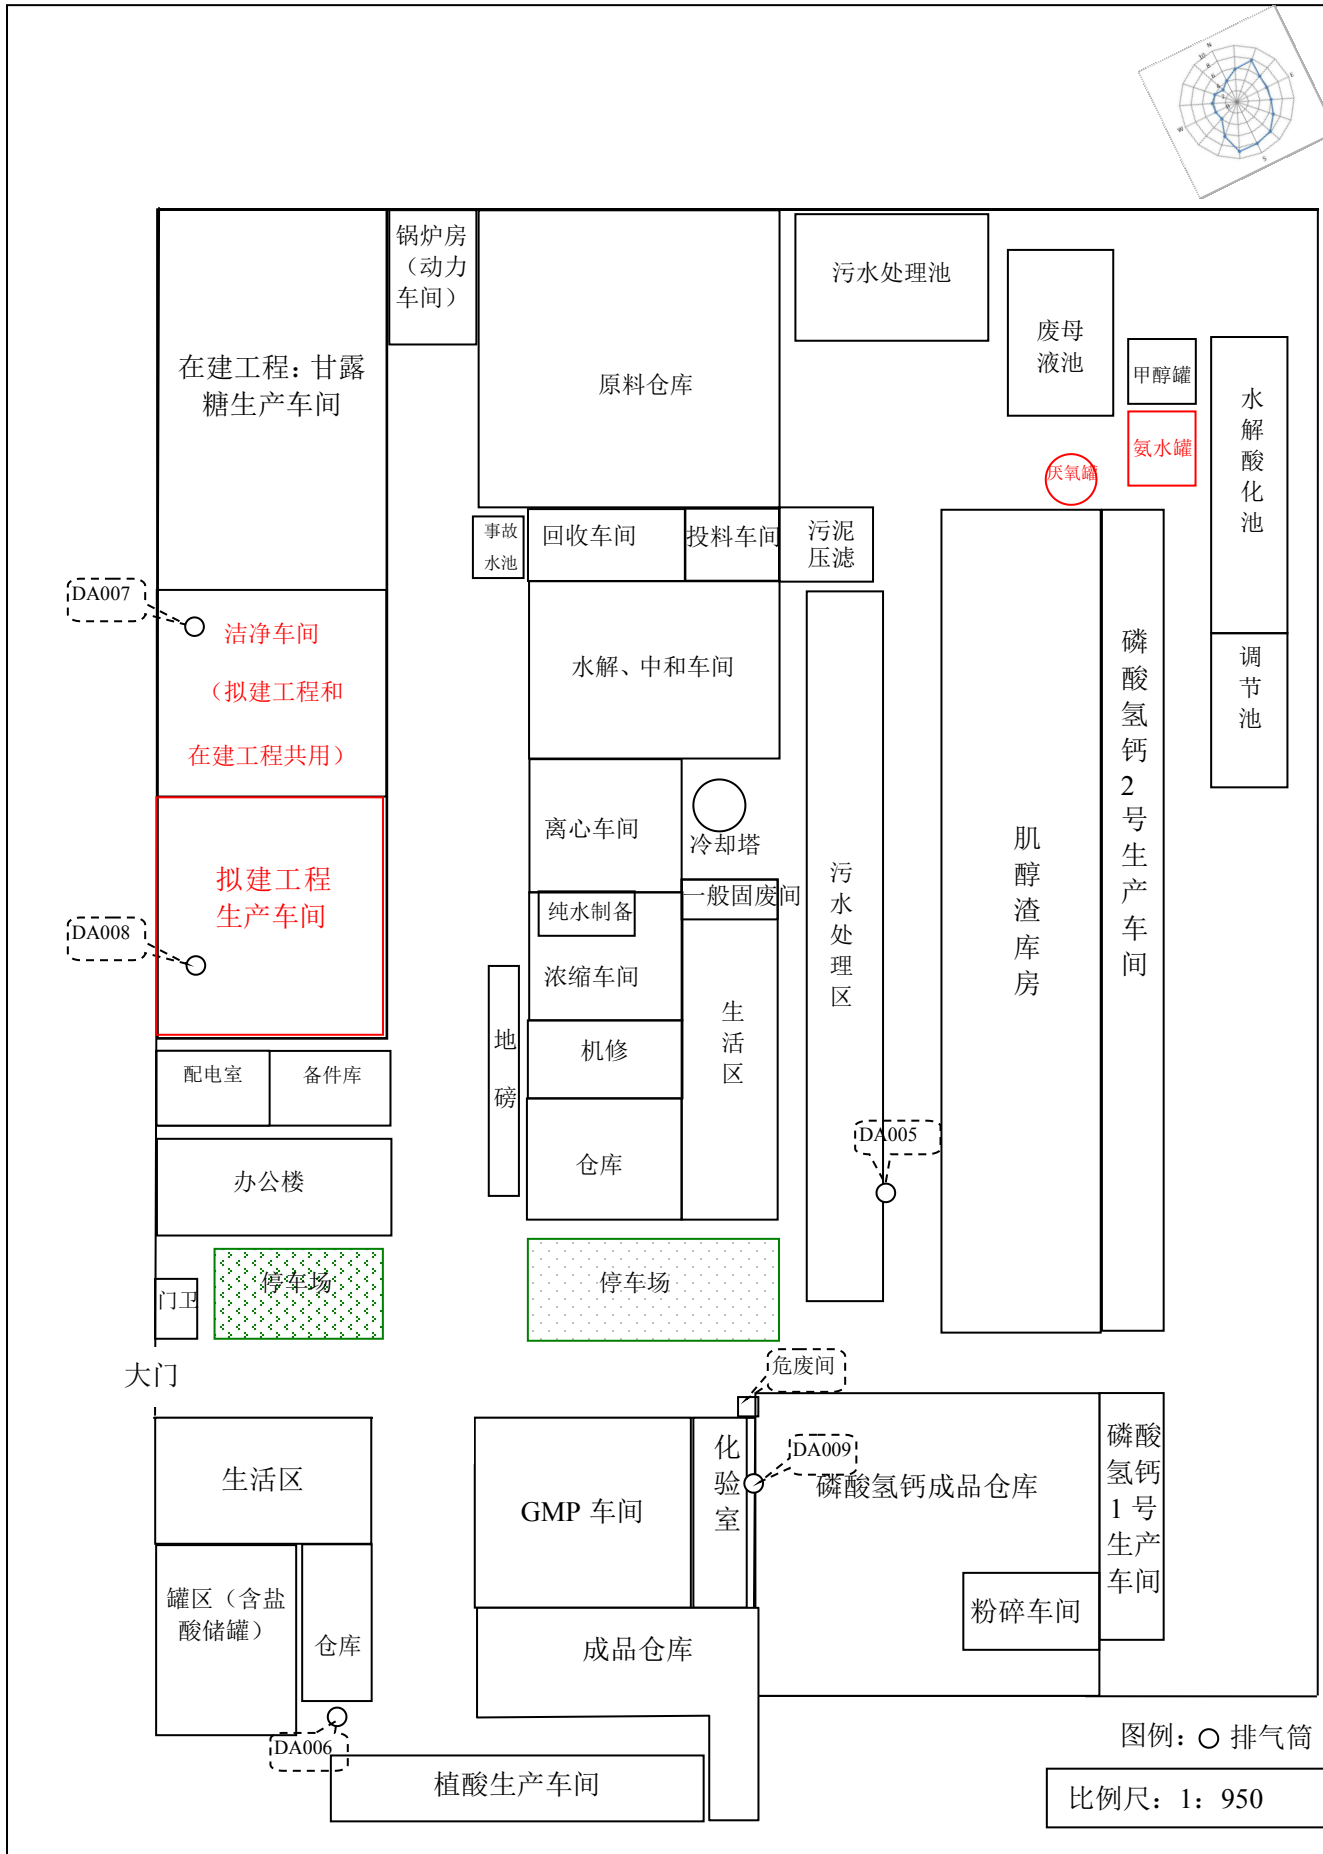 N
E
S
W
锅炉房
（动力
车间）
污水处理池
废母
液池
在建工程：甘露
糖生产车间
原料仓库
甲醇罐
水
解
酸
化
池
氨水罐
厌氧罐
事故
水池
回收车间
投料车间
污泥
压滤
DA007
洁净车间
（拟建工程和
在建工程共用）
水解、中和车间
磷
酸
氢
钙
2
号
生
产
车
间
调
节
池
离心车间
冷却塔
肌
醇
渣
库
房
污
水
处
理
区
拟建工程
生产车间
一般固废间
纯水制备
DA008
浓缩车间
生
活
区
地
磅
机修
配电室
备件库
DA005
仓库
办公楼
停车场
停车场
门卫
大门
危废间
化
验
室
DA009
磷酸
氢钙
1 号
生产
车间
生活区
GMP 车间
磷酸氢钙成品仓库
罐区（含盐
酸储罐）
仓库
粉碎车间
成品仓库
DA006
图例： 排气筒
植酸生产车间
比例尺：1：950